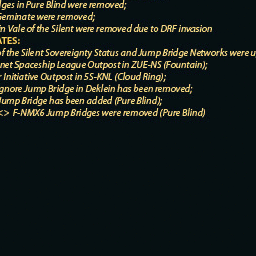 dges in Pure Blind were removed;
Geminate were removed;
in Vale of the Silent were removed due to DRF invasion
ATES:
of the Silent Sovereignty Status and Jump Bridge Networks were u
net Spaceship League Outpost in ZUE-NS (Fountain);
r Initiative Outpost in 5S-KNL (Cloud Ring);
gnore Jump Bridge in Deklein has been removed;
Jump Bridge has been added (Pure Blind);
<> F-NMX6 Jump Bridges were removed (Pure Blind)